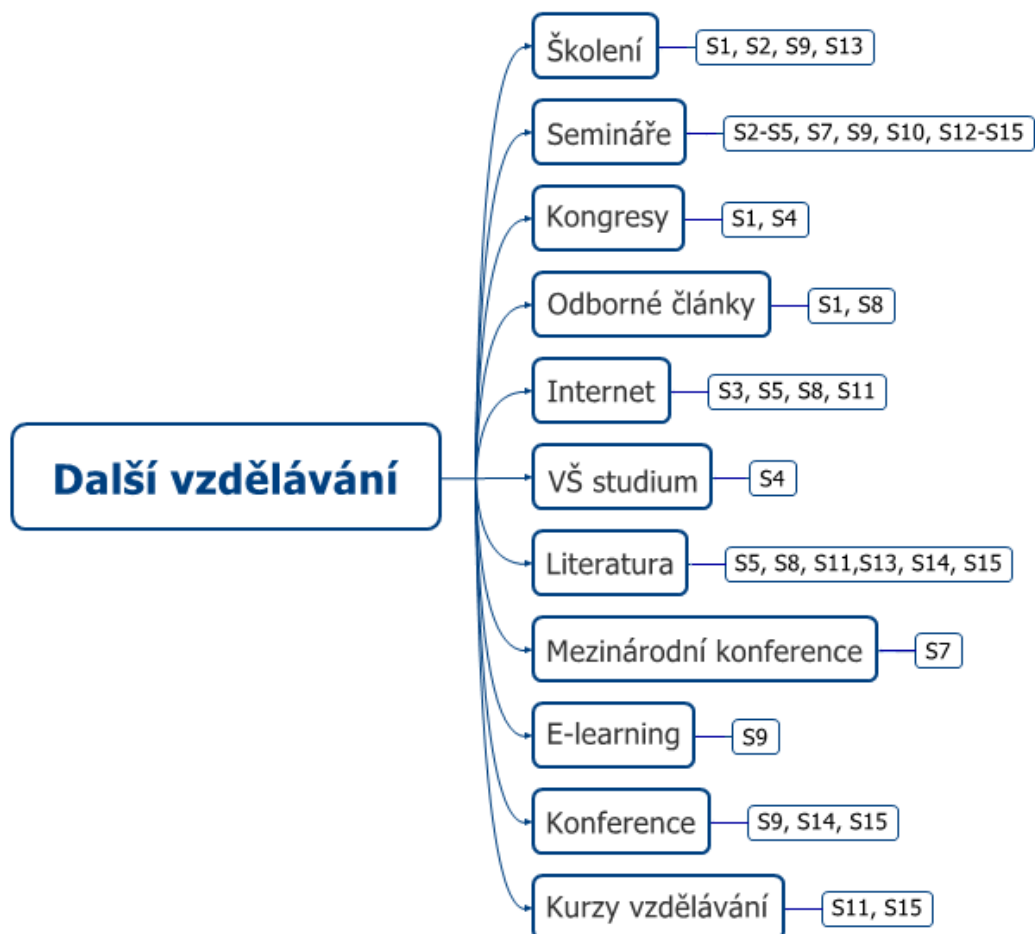 Další vzdělávání
Školení
S1, S2, S9, S13
Semináře
S2-S5, S7, S9, S10, S12-S15
Kongresy
S1, S4
Odborné články
S1, S8
Internet
S3, S5, S8, S11
VŠ studium
S4
Literatura
S5, S8, S11,S13, S14, S15
Mezinárodní konference
S7
E-learning
S9
Konference
S9, S14, S15
Kurzy vzdělávání
S11, S15